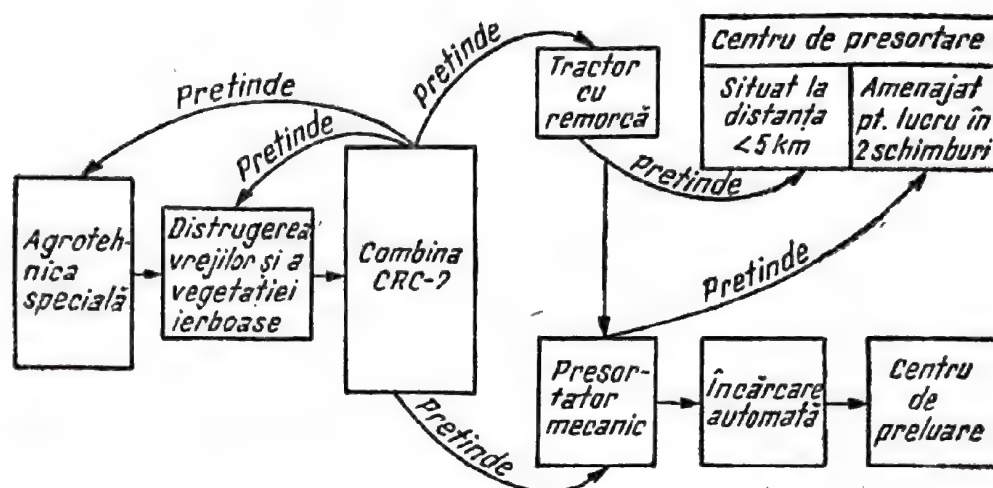 Pretinde
Pretinde
Pretinde
Tractor
cu
remorcă
Centru de presortare
Situat la
distanța
<5 km
Amenajat
pt. lucru în
2 schimburi
Pretinde
Agroteh-
nica
specială
Distrugerea
vrejilor și a
vegetației
ierboase
Combina
CRC-2
Pretinde
Pretinde
Presor-
tator
mecanic
Încărcare
automată
Centru
de
preluare